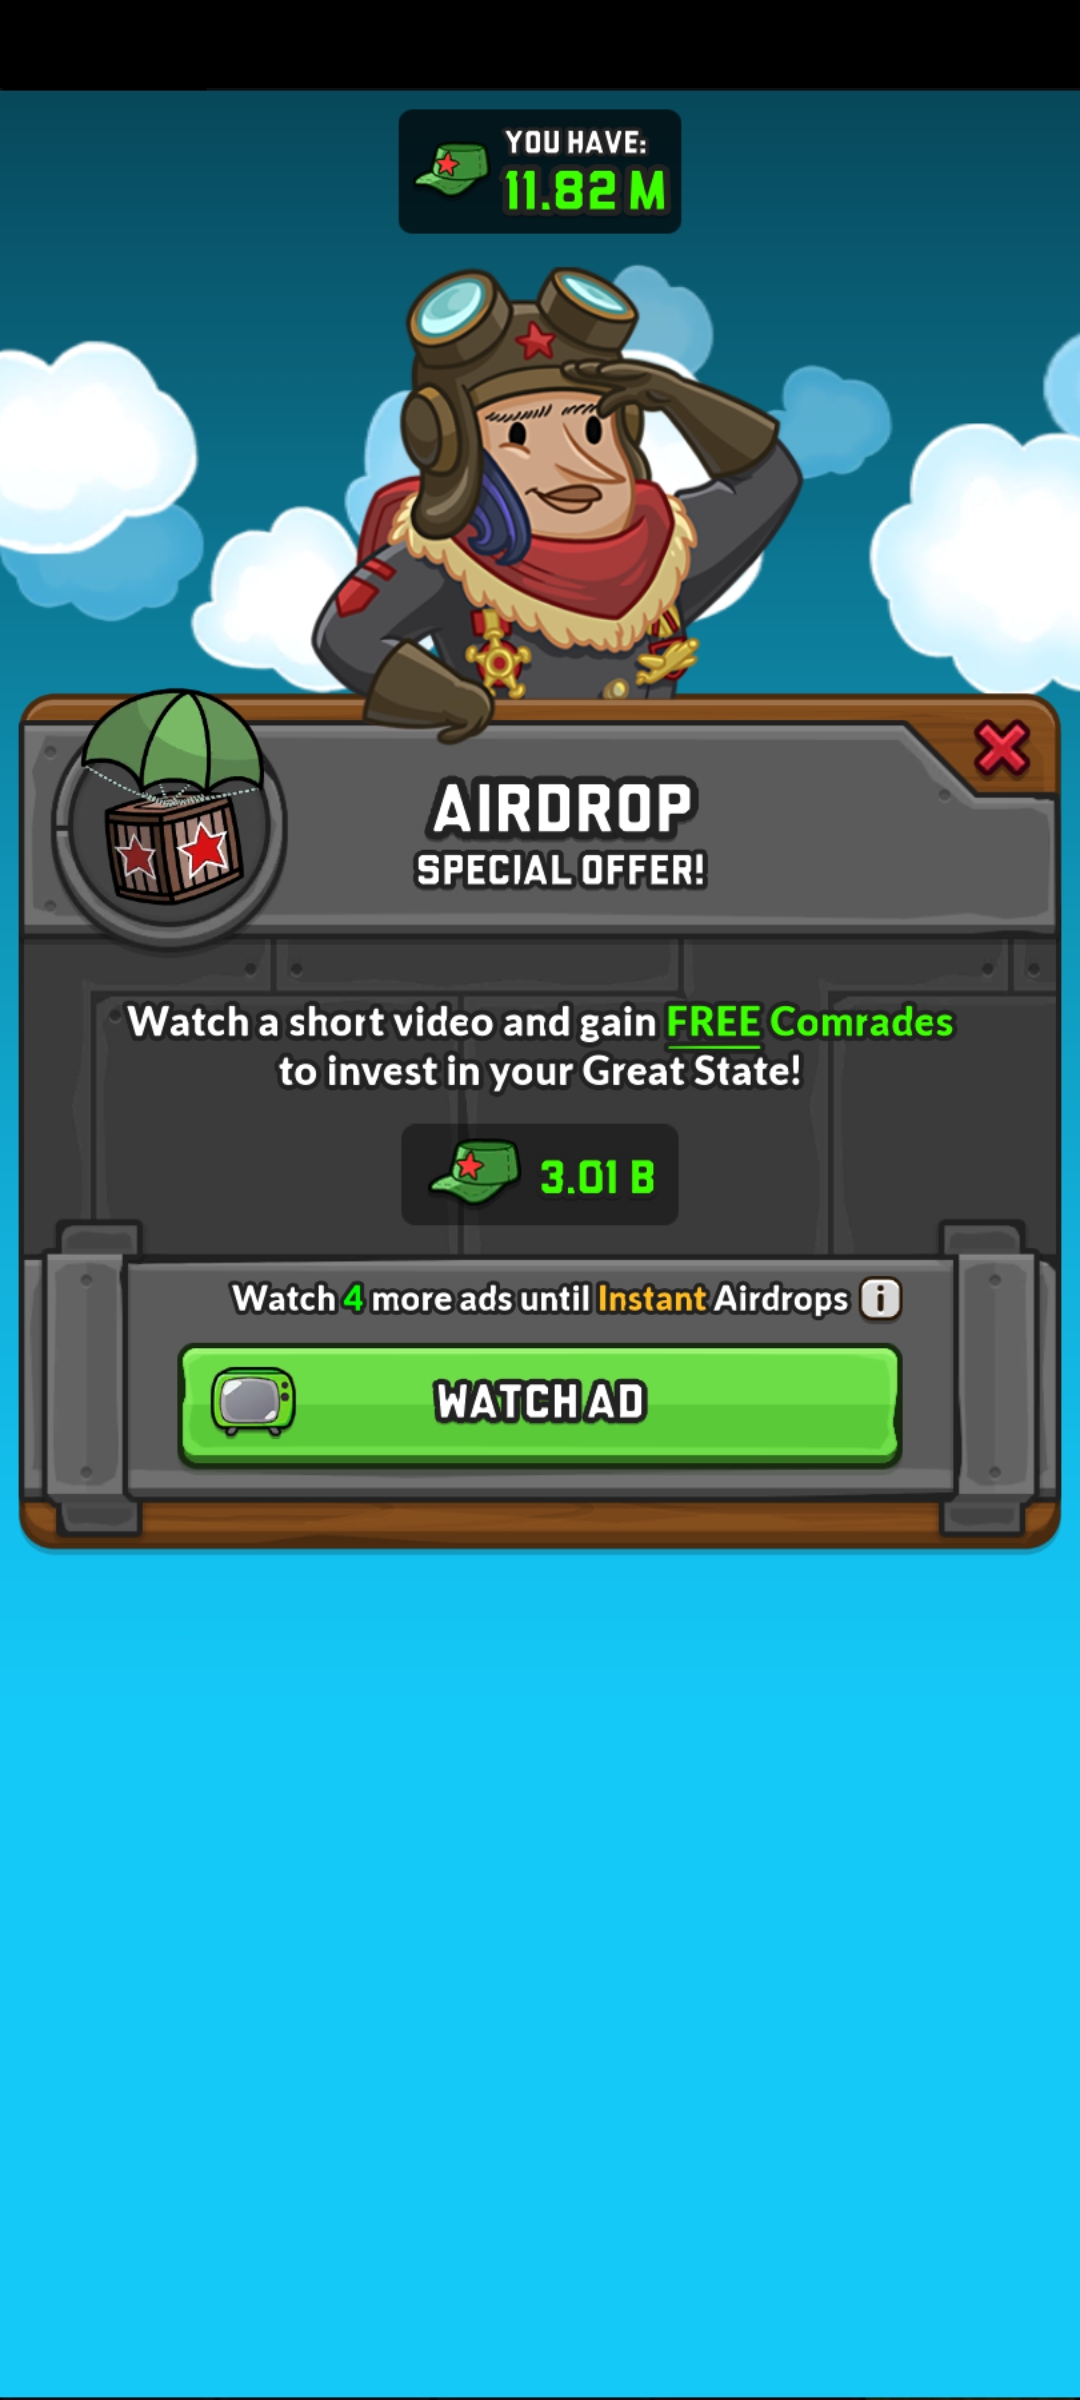 YOU HAVE:
11.82 M
AIRDROP
SPECIAL OFFER!
Watch a short video and gain FREE Comrades
to invest in your Great State!
3.01 B
Watch 4 more ads until Instant Airdrops i
WATCH AD